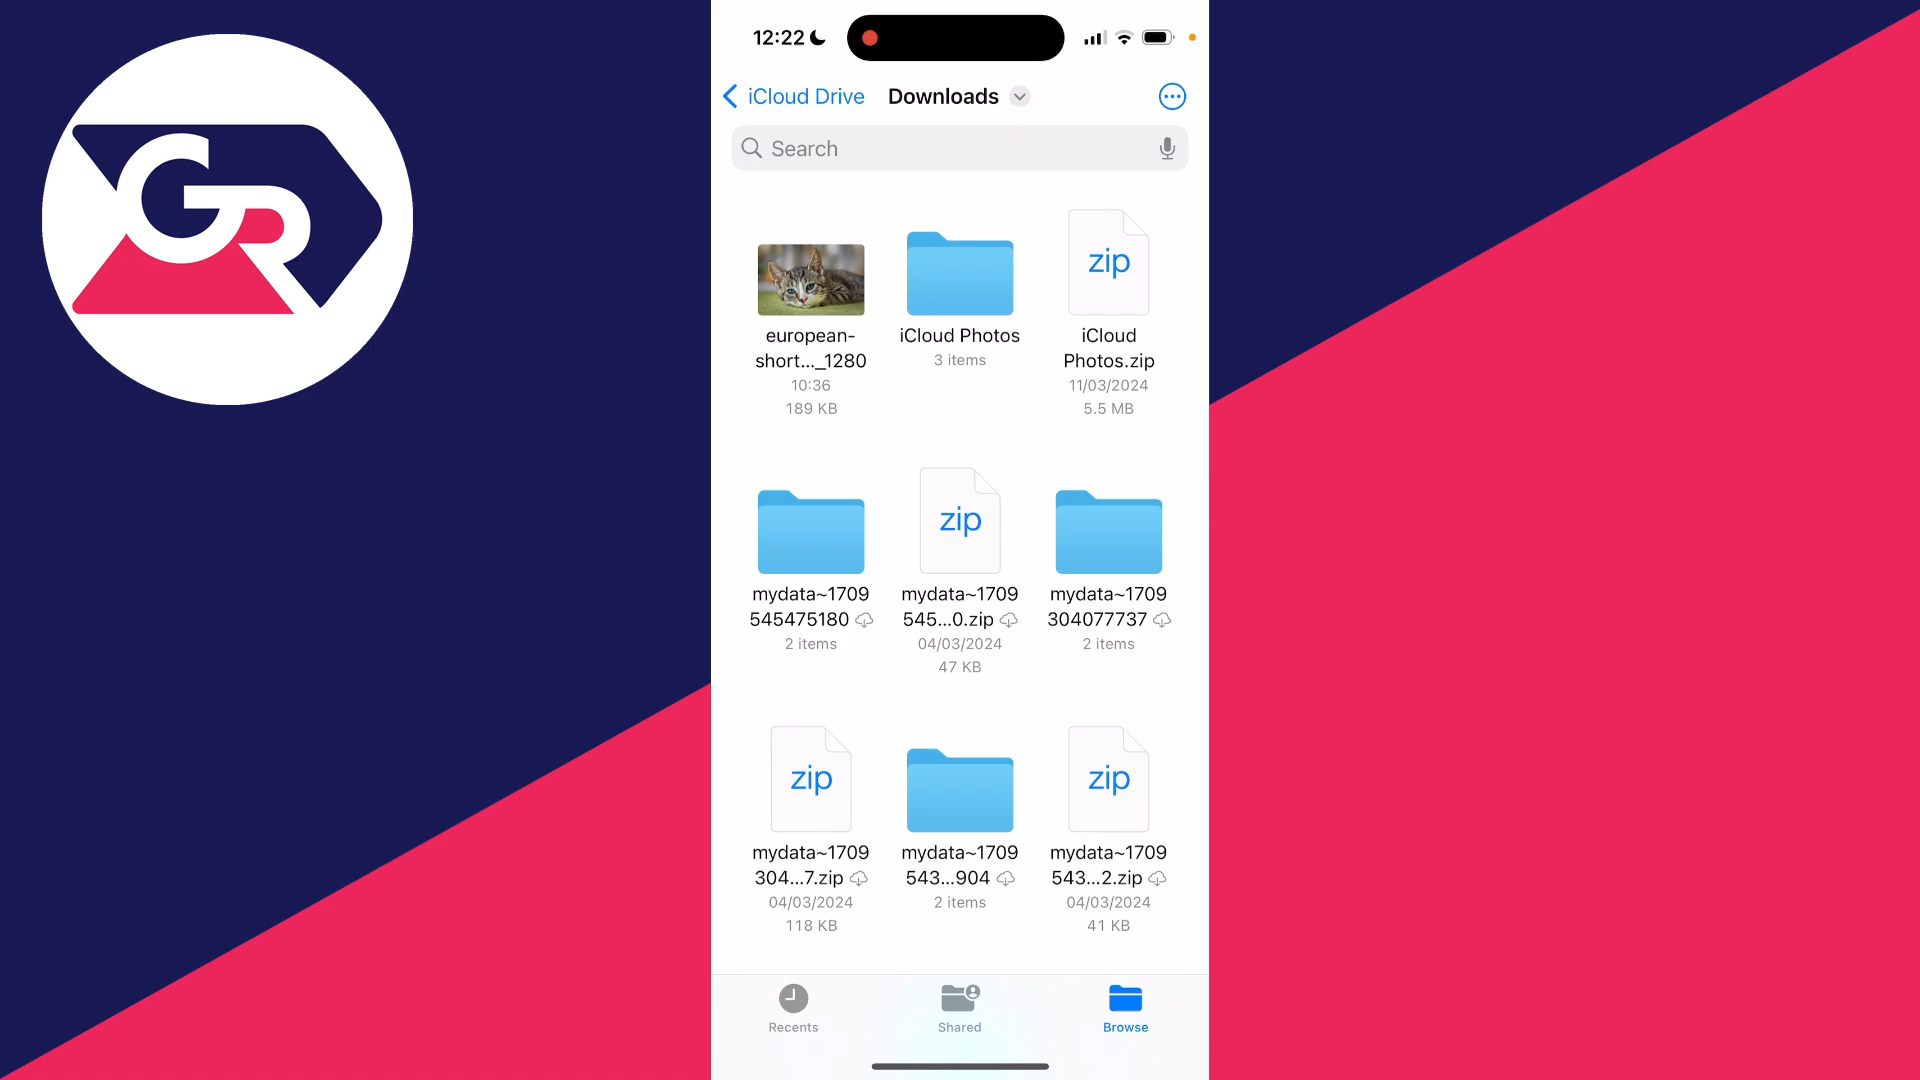 GR
12:22
iCloud Drive
Downloads
Search
european-
short..._1280
10:36
189 KB
iCloud Photos
3 items
zip
iCloud
Photos.zip
11/03/2024
5.5 MB
mydata~1709
545475180
2 items
zip
mydata~1709
545...0.zip
04/03/2024
47 KB
mydata~1709
304077737
2 items
zip
mydata~1709
304...7.zip
04/03/2024
118 KB
mydata~1709
543...904
2 items
zip
mydata~1709
543...2.zip
04/03/2024
41 KB
Recents
Shared
Browse